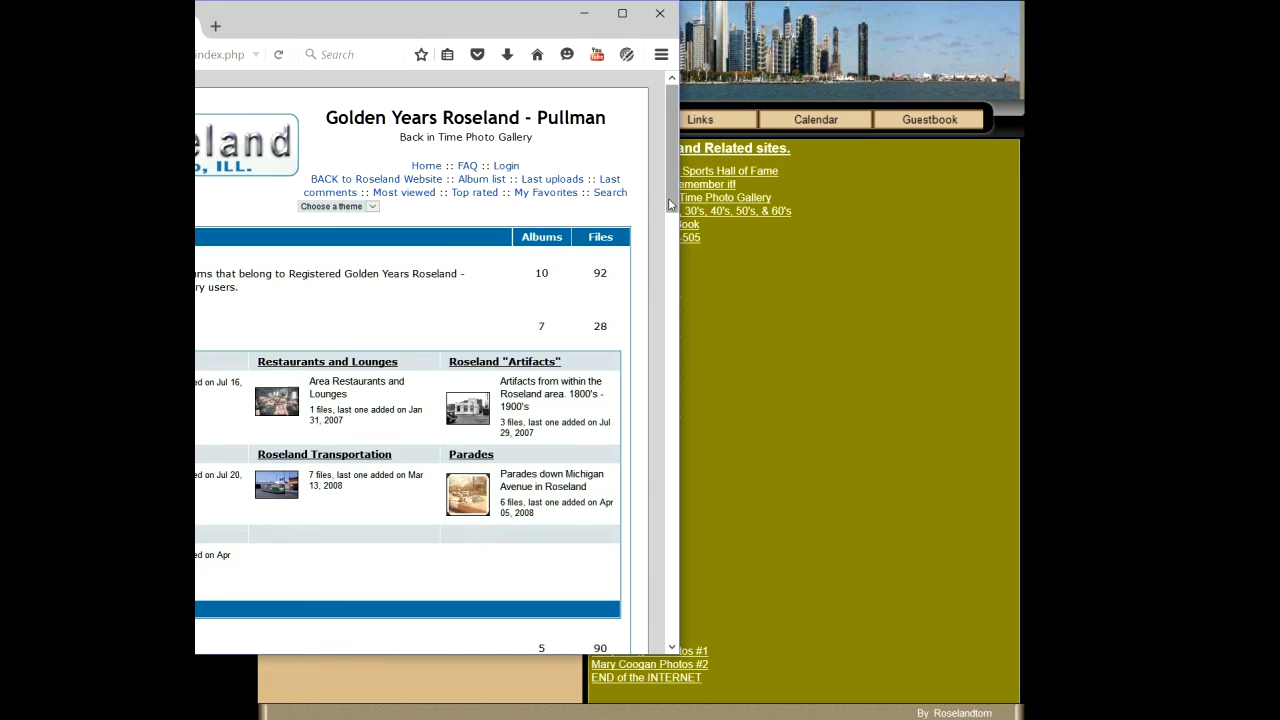 index.php
Search
Golden Years Roseland - Pullman
Back in Time Photo Gallery
Home :: FAQ :: Login
BACK to Roseland Website :: Album list :: Last uploads :: Last
comments :: Most viewed :: Top rated :: My Favorites :: Search
Choose a theme
eland
ILL.
Albums Files
ums that belong to Registered Golden Years Roseland - 10 92
ry users.
7 28
Restaurants and Lounges Roseland "Artifacts"
ed on Jul 16,
Area Restaurants and
Lounges
1 files, last one added on Jan
31, 2007
Artifacts from within the
Roseland area. 1800's -
1900's
3 files, last one added on Jul
29, 2007
Roseland Transportation Parades
ed on Jul 20,
7 files, last one added on Mar
13, 2008
Parades down Michigan
Avenue in Roseland
6 files, last one added on Apr
05, 2008
ed on Apr
5 90
Links Calendar Guestbook
and Related sites.
Sports Hall of Fame
emember it!
Time Photo Gallery
30's, 40's, 50's, & 60's
ook
-505
os #1
Mary Coogan Photos #2
END of the INTERNET
By Roselandtom